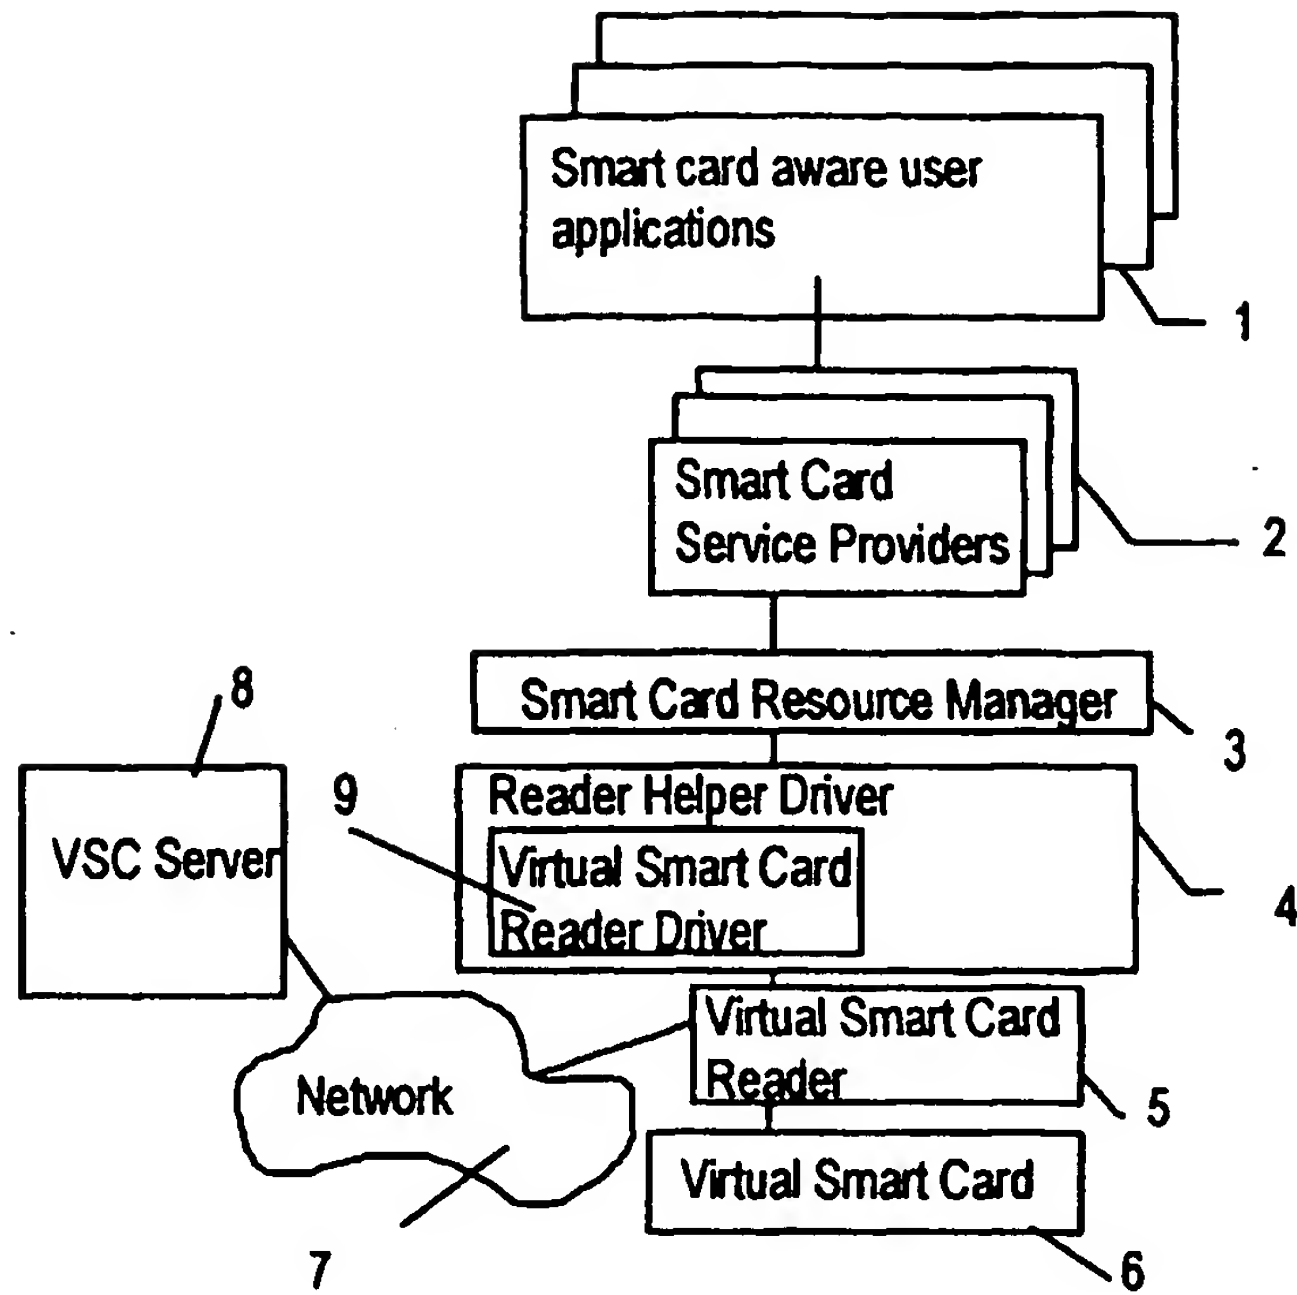 Smart card aware user
applications
1
Smart Card
Service Providers
2
Smart Card Resource Manager
3
8
VSC Server
9
Reader Helper Driver
Virtual Smart Card
Reader Driver
4
Virtual Smart Card
Reader
5
Network
7
Virtual Smart Card
6